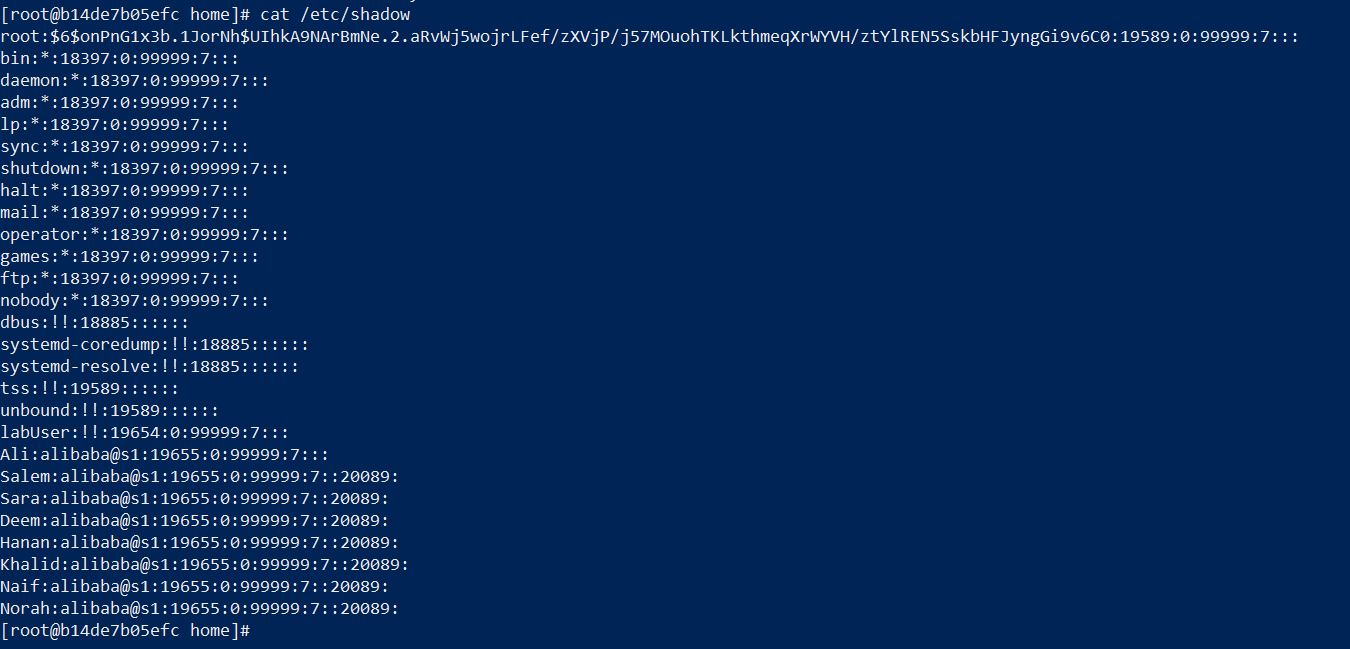 [root@b14de7b05efc home]# cat /etc/shadow
root:$6$onPnG1x3b.1JorNh$UIhkA9NArBmNe.2.aRvWj5wojrLFef/zXVjP/j57MOuohTKLkthmeqXrWYVH/ztYlREN5SskbHFJyngGi9v6C0:19589:0:99999:7:::
bin:*:18397:0:99999:7:::
daemon:*:18397:0:99999:7:::
adm:*:18397:0:99999:7:::
lp:*:18397:0:99999:7:::
sync:*:18397:0:99999:7:::
shutdown:*:18397:0:99999:7:::
halt:*:18397:0:99999:7:::
mail:*:18397:0:99999:7:::
operator:*:18397:0:99999:7:::
games:*:18397:0:99999:7:::
ftp:*:18397:0:99999:7:::
nobody:*:18397:0:99999:7:::
dbus:!!:18885::::::
systemd-coredump:!!:18885::::::
systemd-resolve:!!:18885::::::
tss:!!:19589::::::
unbound:!!:19589::::::
labUser:!!:19654:0:99999:7:::
Ali:alibaba@s1:19655:0:99999:7:::
Salem:alibaba@s1:19655:0:99999:7::20089:
Sara:alibaba@s1:19655:0:99999:7::20089:
Deem:alibaba@s1:19655:0:99999:7::20089:
Hanan:alibaba@s1:19655:0:99999:7::20089:
Khalid:alibaba@s1:19655:0:99999:7::20089:
Naif:alibaba@s1:19655:0:99999:7::20089:
Norah:alibaba@s1:19655:0:99999:7::20089:
[root@b14de7b05efc home]#